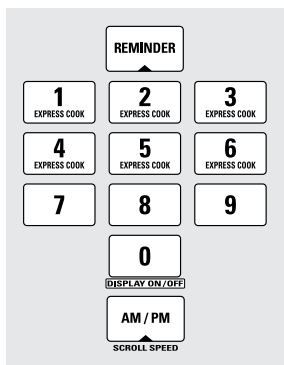 REMINDER
1 2 3
EXPRESS COOK EXPRESS COOK EXPRESS COOK
4 5 6
EXPRESS COOK EXPRESS COOK EXPRESS COOK
7 8 9
0
DISPLAY ON/OFF
AM / PM
SCROLL SPEED